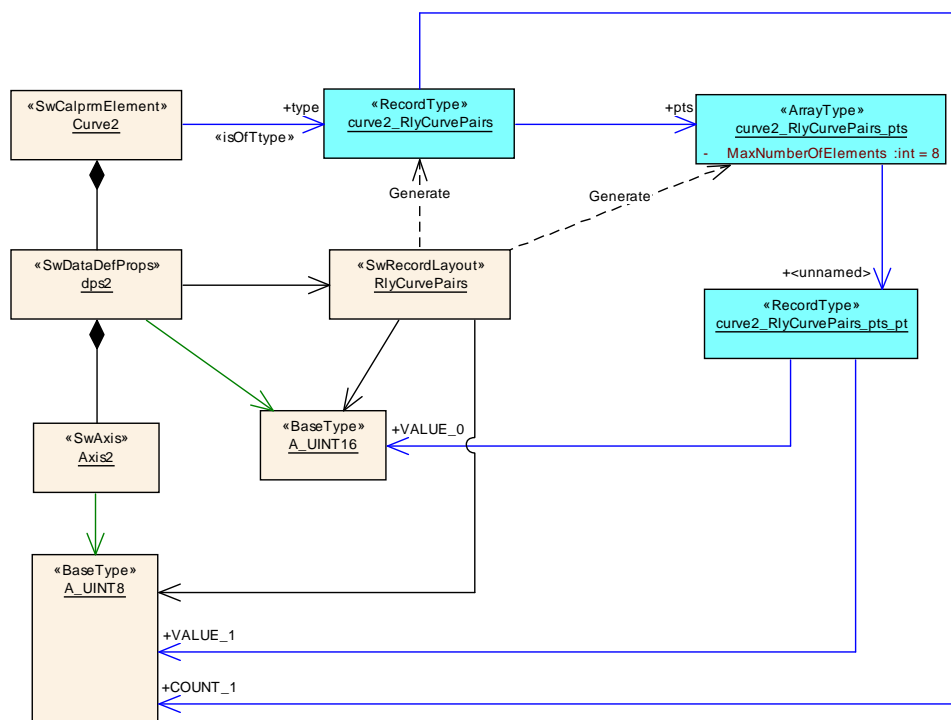 «SwCalprmElement»
Curve2
+type
«isOfTtype»
«RecordType»
curve2_RlyCurvePairs
+pts
«ArrayType»
curve2_RlyCurvePairs_pts
- MaxNumberOfElements :int = 8
Generate
Generate
«SwDataDefProps»
dps2
«SwRecordLayout»
RlyCurvePairs
+<unnamed>
«RecordType»
curve2_RlyCurvePairs_pts_pt
«SwAxis»
Axis2
«BaseType»
A_UINT16
+VALUE_0
«BaseType»
A_UINT8
+VALUE_1
+COUNT_1